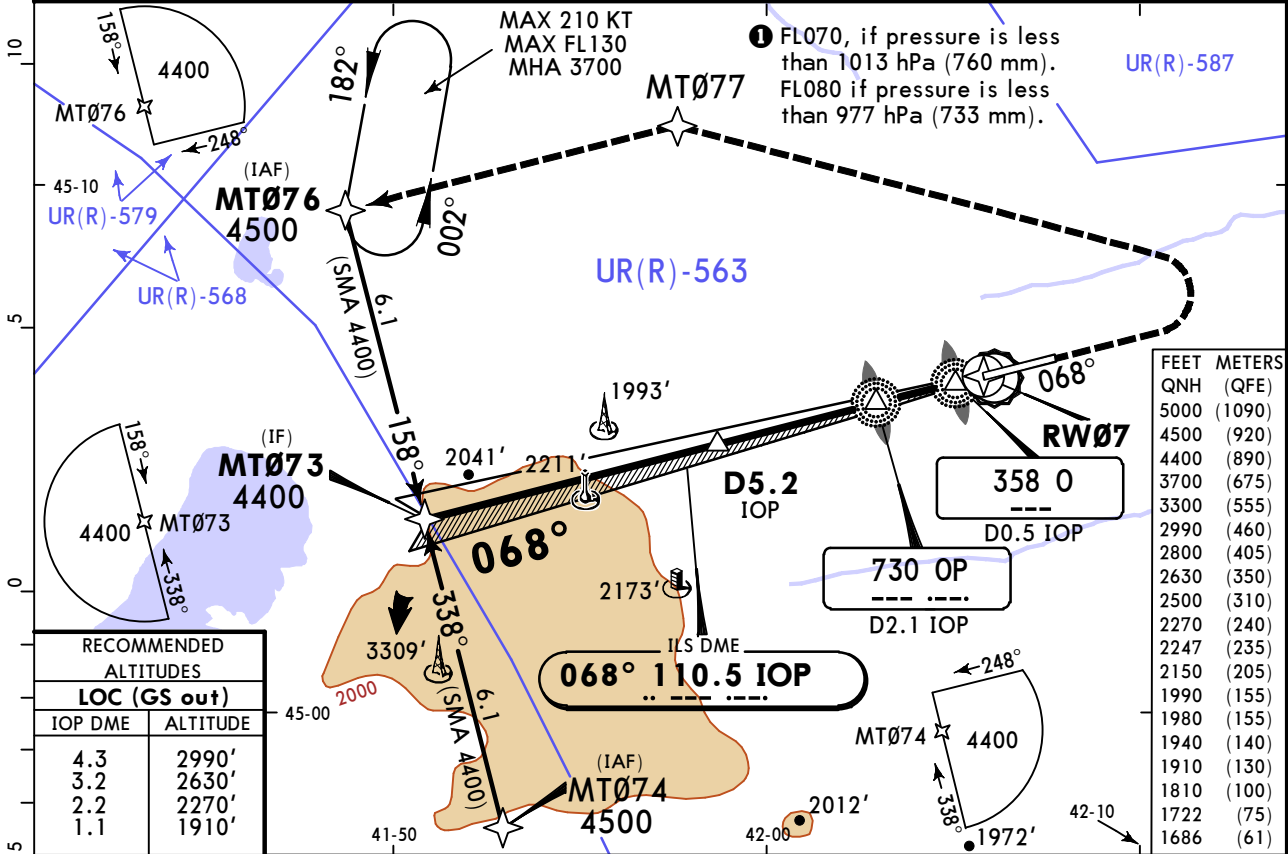 10
5
0
5
158°
4400
MTØ76
248°
45-10
UR(R)-579
UR(R)-568
(IAF)
MTØ76
4500
182°
002°
MAX 210 KT
MAX FL130
MHA 3700
MTØ77
1 FL070, if pressure is less
than 1013 hPa (760 mm).
FL080 if pressure is less
than 977 hPa (733 mm).
UR(R)-587
UR(R)-563
6.1
(SMA 4400)
158°
(IF)
MTØ73
4400
158°
4400
MTØ73
338°
2041'
2211'
1993'
068°
D5.2
IOP
068°
RWØ7
358 O
---
D0.5 IOP
730 OP
--- .--.
D2.1 IOP
2173'
3309'
338°
6.1
(SMA 4400)
2000
ILS DME
068° 110.5 IOP
.. --- .--.
45-00
(IAF)
MTØ74
4500
41-50
42-00
2012'
248°
MTØ74
4400
338°
1972'
42-10
RECOMMENDED
ALTITUDES
LOC (GS out)
IOP DME ALTITUDE
4.3 2990'
3.2 2630'
2.2 2270'
1.1 1910'
FEET METERS
QNH (QFE)
5000 (1090)
4500 (920)
4400 (890)
3700 (675)
3300 (555)
2990 (460)
2800 (405)
2630 (350)
2500 (310)
2270 (240)
2247 (235)
2150 (205)
1990 (155)
1980 (155)
1940 (140)
1910 (130)
1810 (100)
1722 (75)
1686 (61)